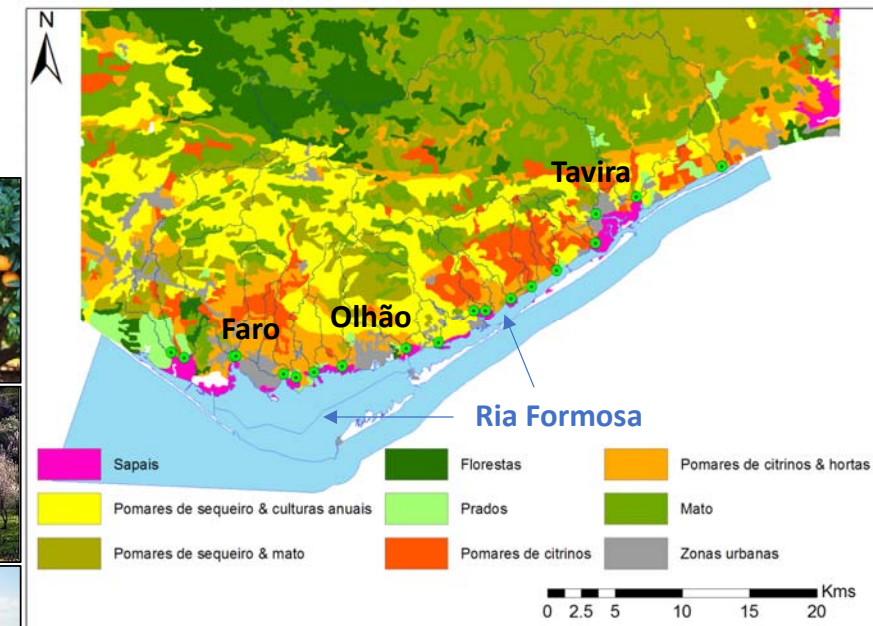 N
Tavira
Olhão
Faro
Ria Formosa
Sapais
Florestas
Pomares de citrinos & hortas
Pomares de sequeiro & culturas anuais
Prados
Mato
Pomares de sequeiro & mato
Pomares de citrinos
Zonas urbanas
Kms
0 2.5 5 10 15 20